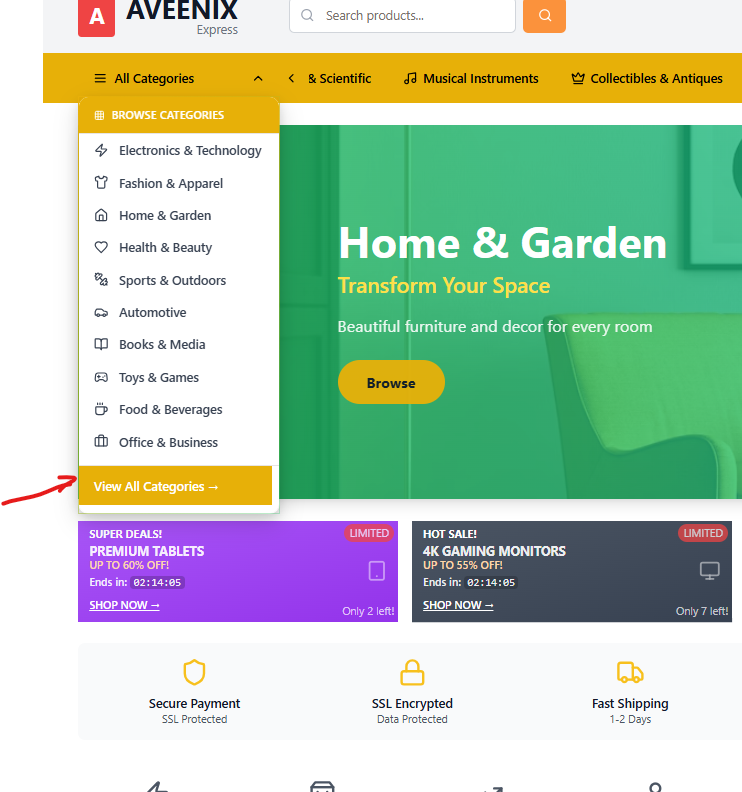 A AVEENIX
Express
Search products...
All Categories
& Scientific
Musical Instruments
Collectibles & Antiques
BROWSE CATEGORIES
Electronics & Technology
Fashion & Apparel
Home & Garden
Health & Beauty
Sports & Outdoors
Automotive
Books & Media
Toys & Games
Food & Beverages
Office & Business
View All Categories →
Home & Garden
Transform Your Space
Beautiful furniture and decor for every room
Browse
SUPER DEALS!
LIMITED
PREMIUM TABLETS
UP TO 60% OFF!
Ends in: 02:14:05
SHOP NOW →
Only 2 left!
HOT SALE!
LIMITED
4K GAMING MONITORS
UP TO 55% OFF!
Ends in: 02:14:05
SHOP NOW →
Only 7 left!
Secure Payment
SSL Protected
SSL Encrypted
Data Protected
Fast Shipping
1-2 Days